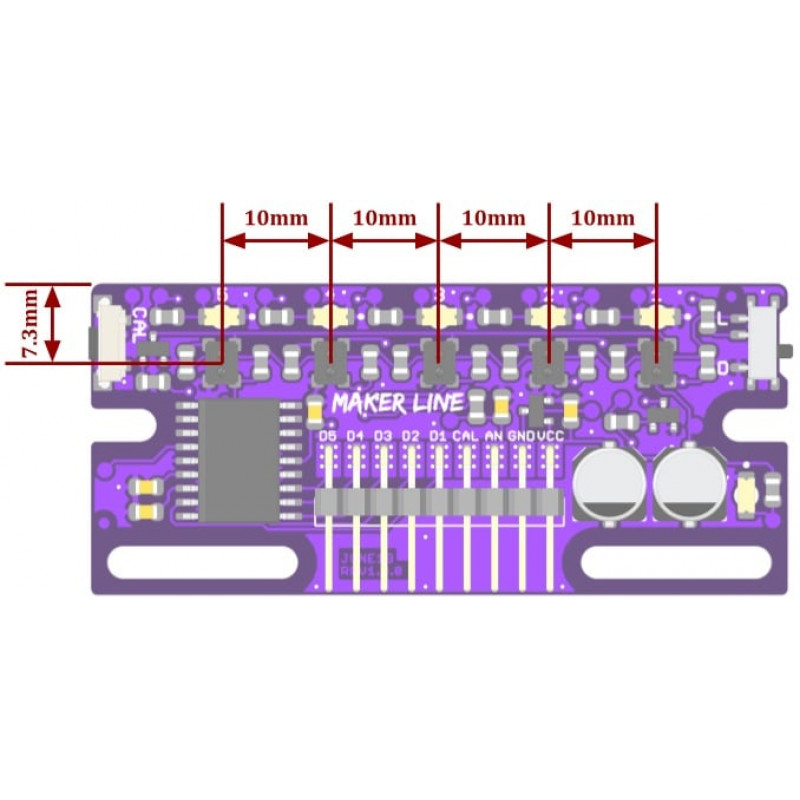 10mm 10mm 10mm 10mm
7.3mm
CAL
L
D
MAKER LINE
D5 D4 D3 D2 D1 CAL AN GND VCC